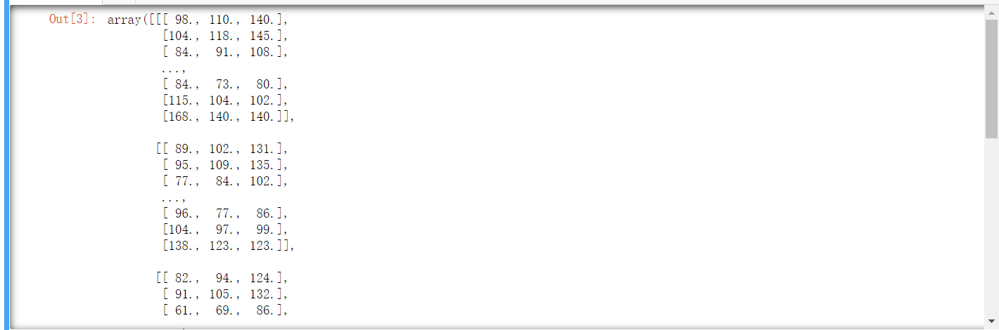 Out[3]: array([[[ 98., 110., 140.],
[104., 118., 145.],
[ 84.,  91., 108.],
...,
[ 84.,  73.,  80.],
[115., 104., 102.],
[168., 140., 140.]],
[[ 89., 102., 131.],
[ 95., 109., 135.],
[ 77.,  84., 102.],
...,
[ 96.,  77.,  86.],
[104.,  97.,  99.],
[138., 123., 123.]],
[[ 82.,  94., 124.],
[ 91., 105., 132.],
[ 61.,  69.,  86.],